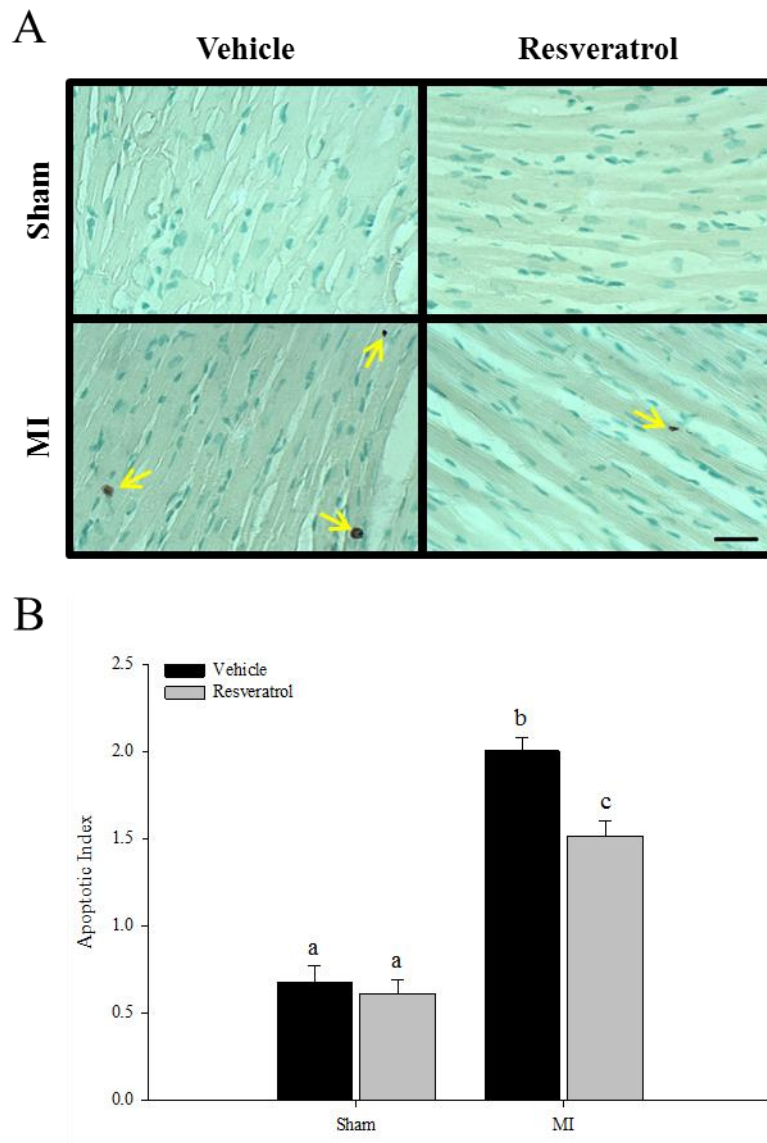 A
Vehicle Resveratrol
Sham
MI
B
2.5
2.0
1.5
1.0
0.5
0.0
Apoptotic Index
Vehicle
Resveratrol
a
a
b
c
Sham MI